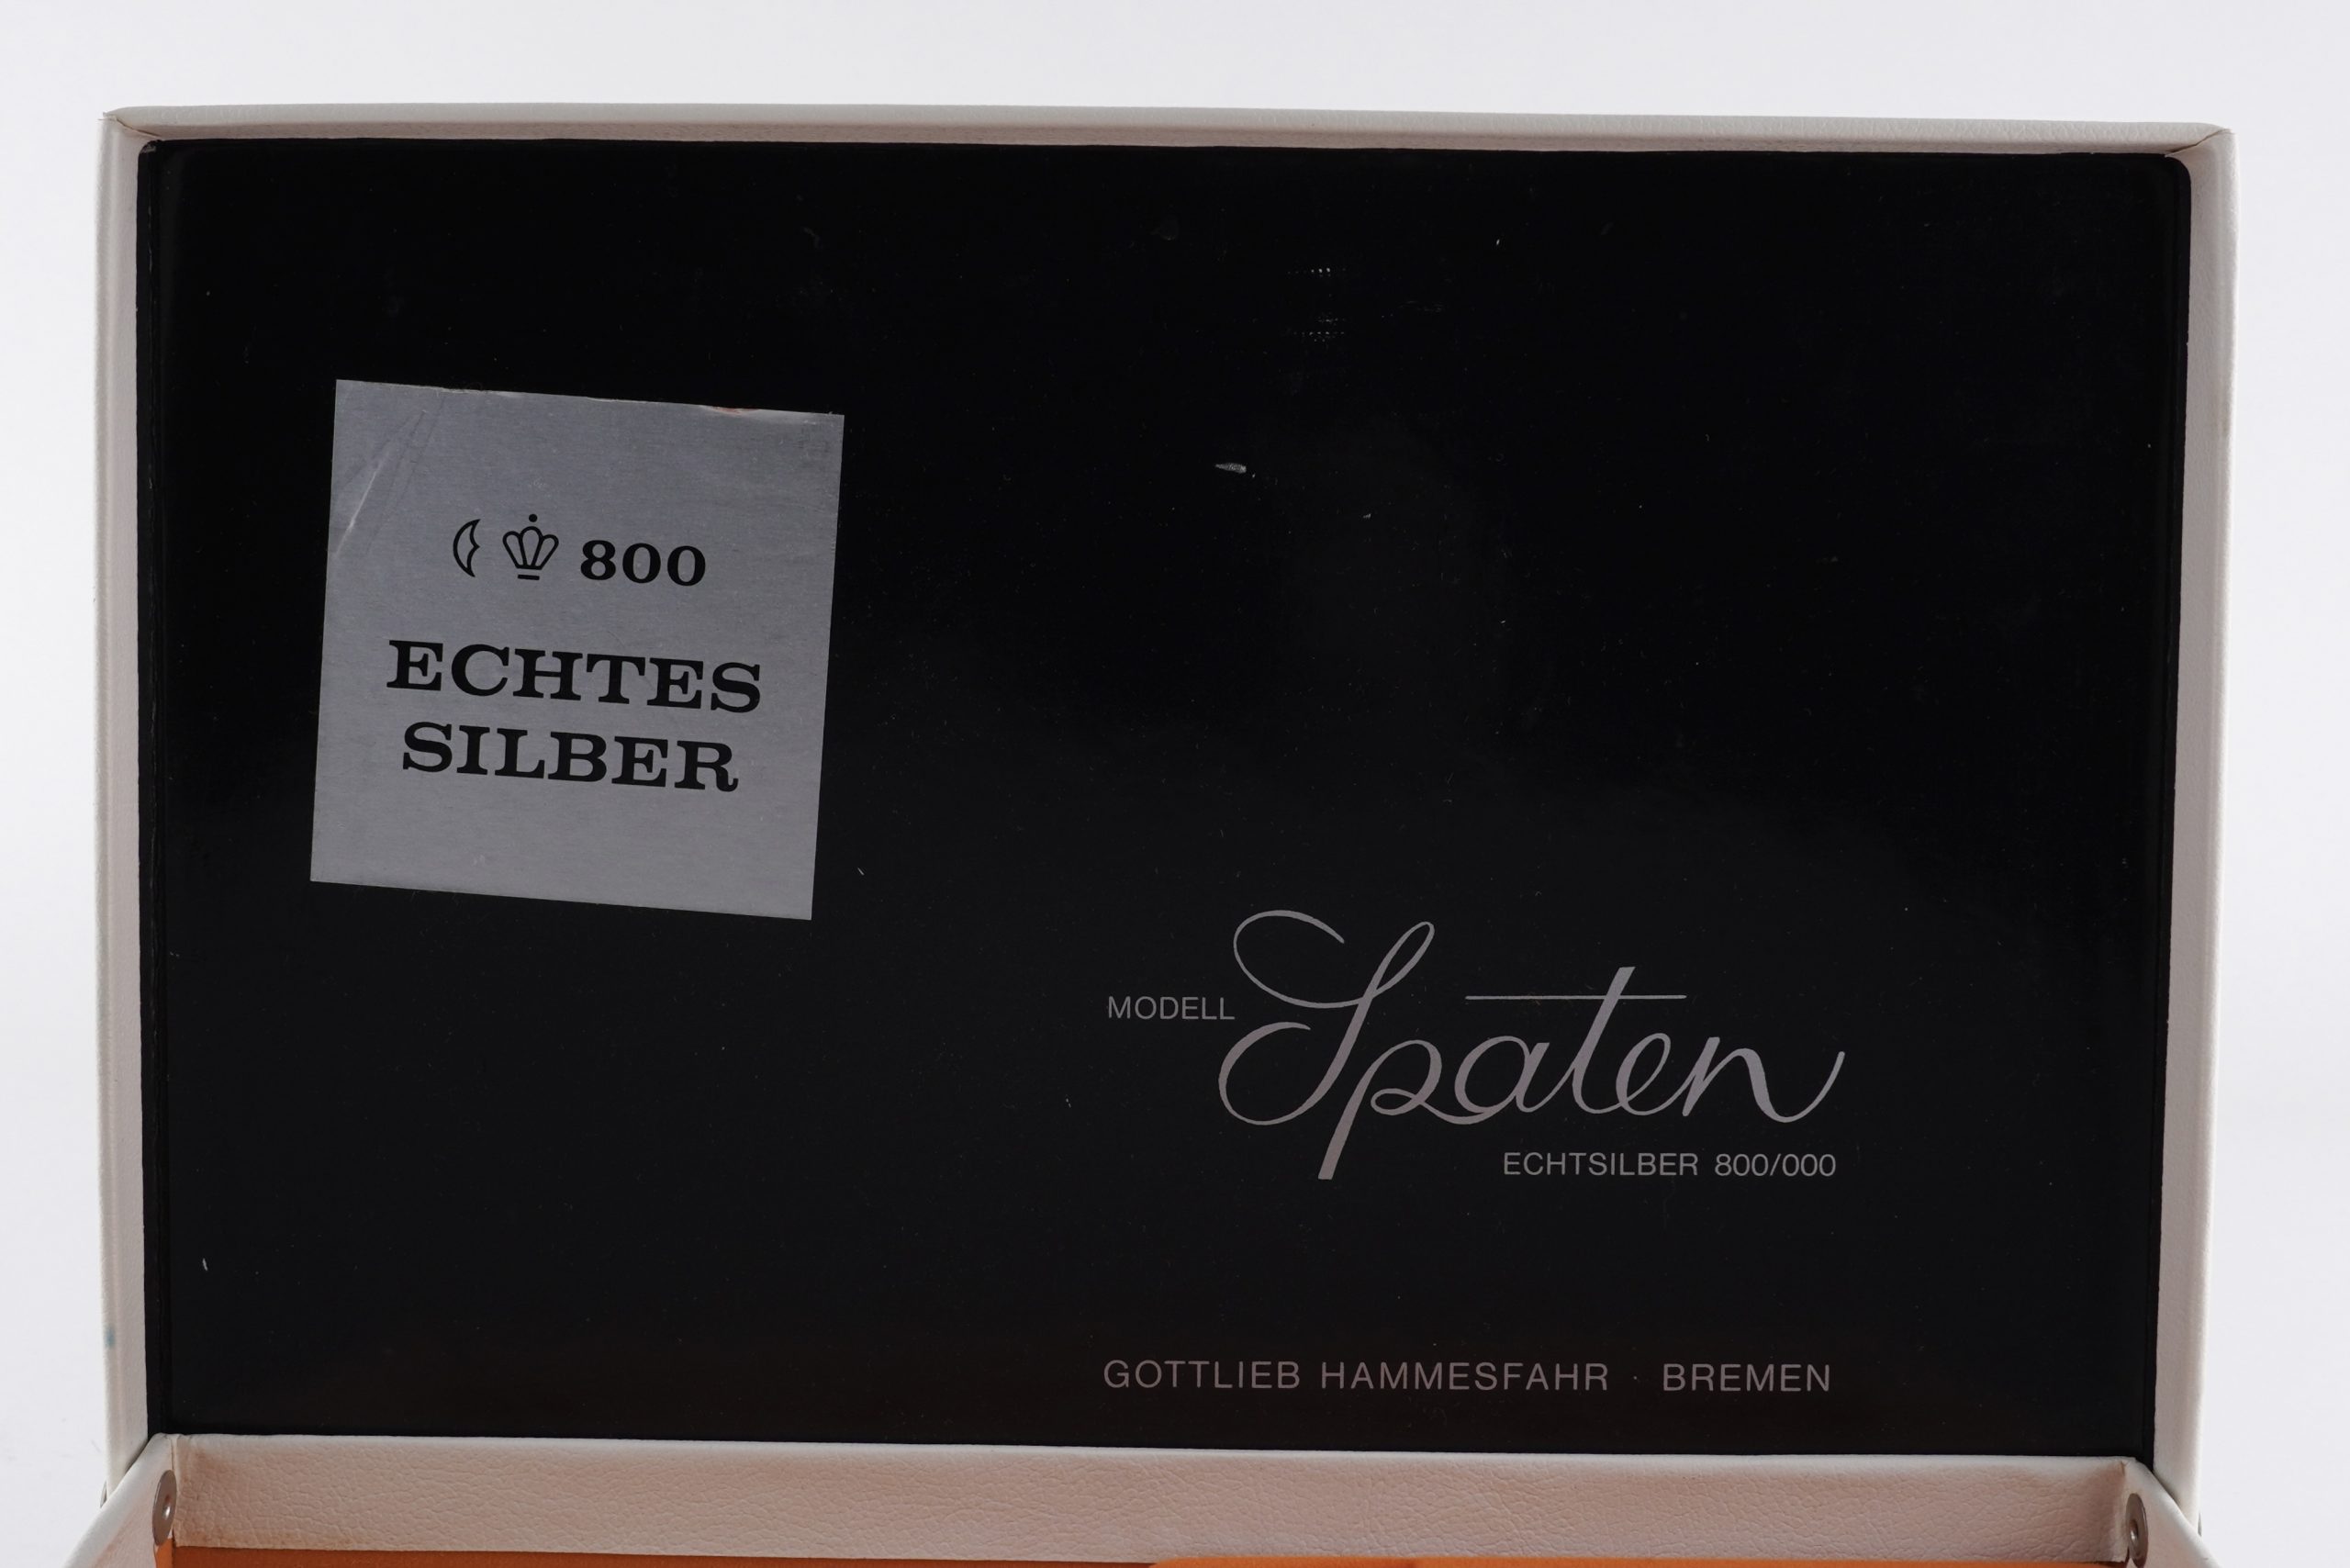 800
ECHTES
SILBER
MODELL Spaten
ECHTSILBER 800/000
GOTTLIEB HAMMESFAHR · BREMEN